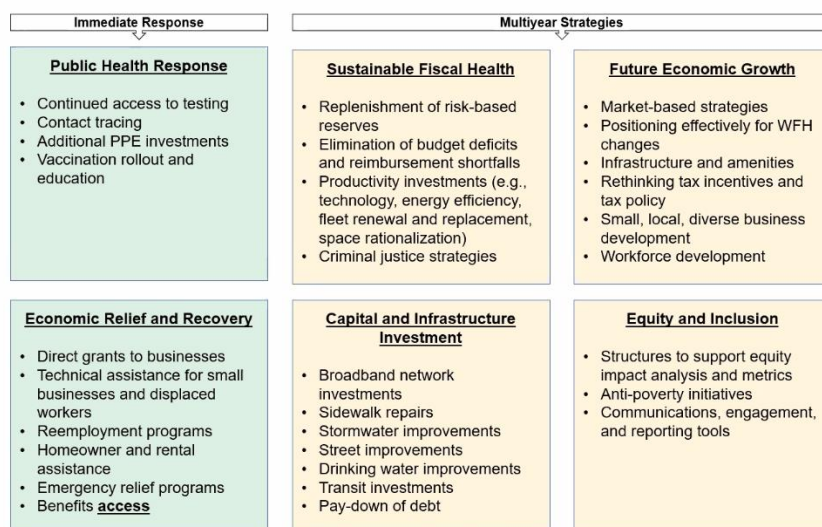 Immediate Response
Multiyear Strategies
Public Health Response
• Continued access to testing
• Contact tracing
• Additional PPE investments
• Vaccination rollout and
education
Sustainable Fiscal Health
• Replenishment of risk-based
reserves
• Elimination of budget deficits
and reimbursement shortfalls
• Productivity investments (e.g.,
technology, energy efficiency,
fleet renewal and replacement,
space rationalization)
• Criminal justice strategies
Future Economic Growth
• Market-based strategies
• Positioning effectively for WFH
changes
• Infrastructure and amenities
• Rethinking tax incentives and
tax policy
• Small, local, diverse business
development
• Workforce development
Economic Relief and Recovery
• Direct grants to businesses
• Technical assistance for small
businesses and displaced
workers
• Reemployment programs
• Homeowner and rental
assistance
• Emergency relief programs
• Benefits access
Capital and Infrastructure
Investment
• Broadband network
investments
• Sidewalk repairs
• Stormwater improvements
• Street improvements
• Drinking water improvements
• Transit investments
• Pay-down of debt
Equity and Inclusion
• Structures to support equity
impact analysis and metrics
• Anti-poverty initiatives
• Communications, engagement,
and reporting tools